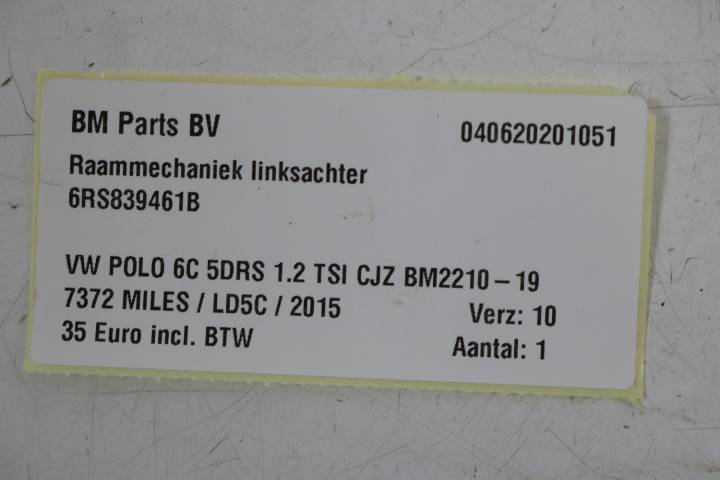 BM Parts BV 040620201051
Raammechaniek linksachter
6RS839461B
VW POLO 6C 5DRS 1.2 TSI CJZ BM2210-19
7372 MILES / LD5C / 2015 Verz: 10
35 Euro incl. BTW Aantal: 1